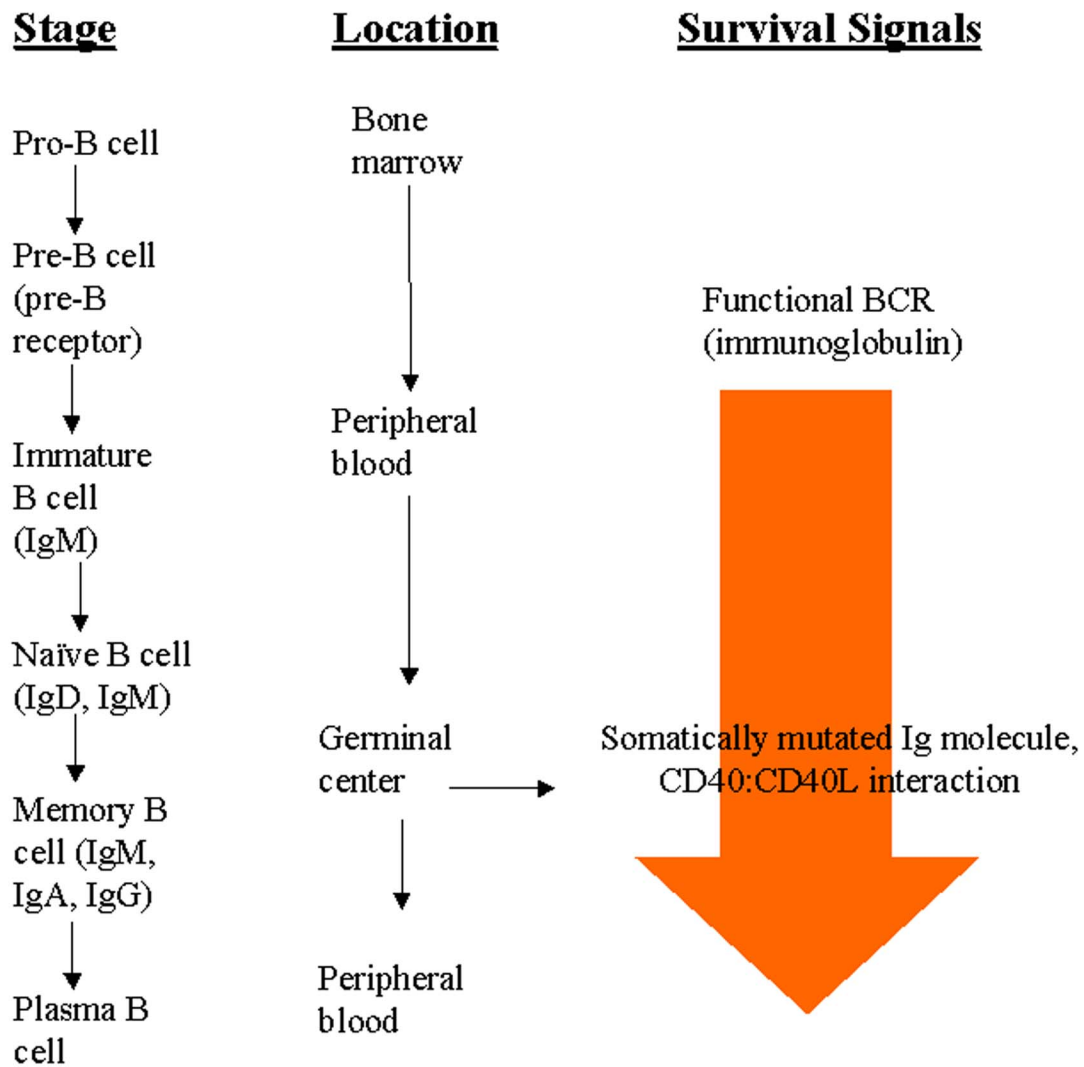 Stage
Location
Survival Signals
Pro-B cell
Pre-B cell
(pre-B
receptor)
Immature
B cell
(IgM)
Naïve B cell
(IgD, IgM)
Memory B
cell (IgM,
IgA, IgG)
Plasma B
cell
Bone
marrow
Peripheral
blood
Germinal
center
Peripheral
blood
Functional BCR
(immunoglobulin)
Somatically mutated Ig molecule,
CD40:CD40L interaction